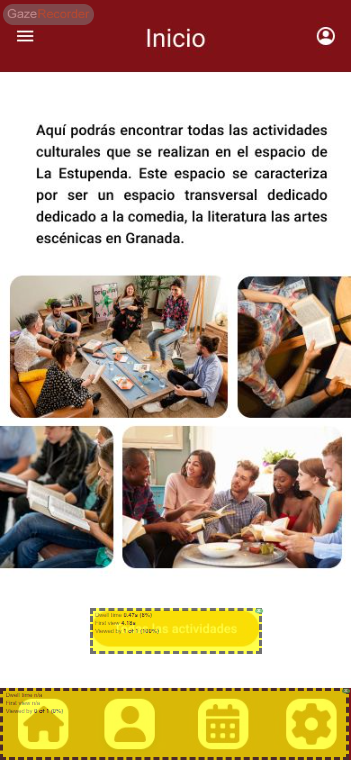 GazeRecorder
Inicio
Aquí podrás encontrar todas las actividades
culturales que se realizan en el espacio de
La Estupenda. Este espacio se caracteriza
por ser un espacio transversal dedicado
dedicado a la comedia, la literatura las artes
escénicas en Granada.
Dwell time 0.47s (6%)
First view 4.18s
Viewed by 1 of 1 (100%)
las actividades
Dwell time n/a
First view n/a
Viewed by 0 of 1 (0%)